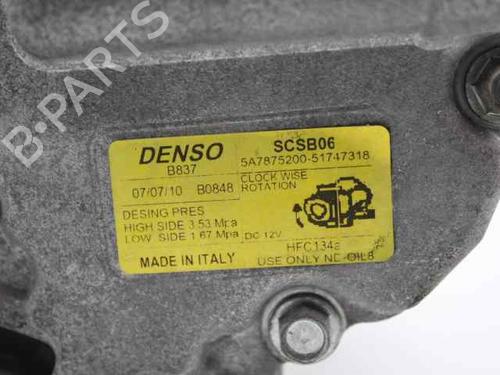 DENSO
B837
SCSB06
5A7875200-51747318
07/07/10 B0848
CLOCK WISE
ROTATION
DESING PRES
HIGH SIDE 3.53 Mpa
LOW SIDE 1.67 Mpa
DC 12V
MADE IN ITALY
HFC134a
USE ONLY ND-OIL8
B